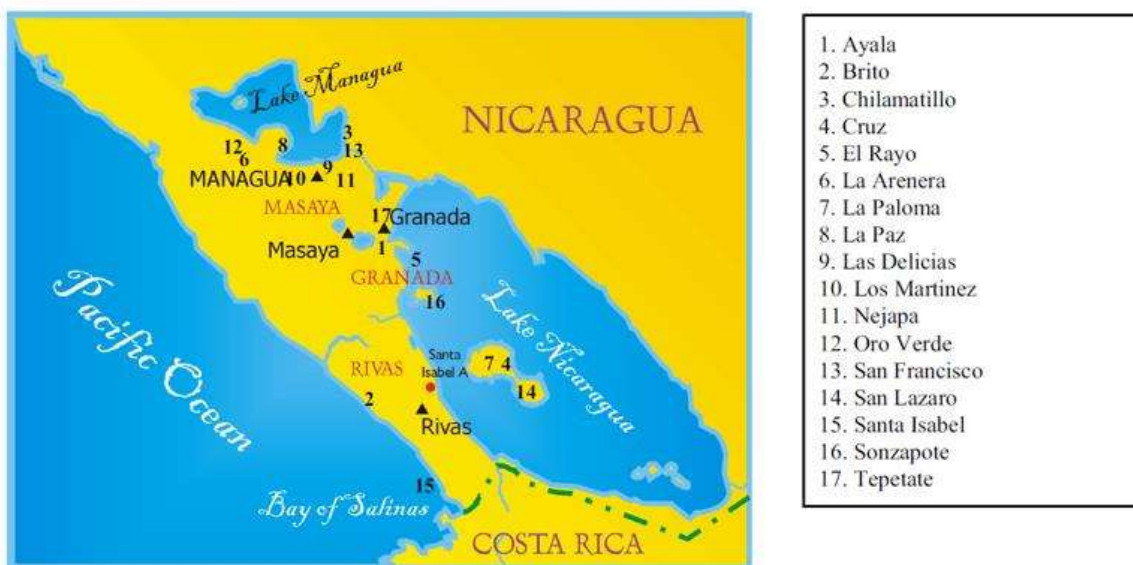 Lake Managua
NICARAGUA
3
12
8
13
6
9
MANAGUA
10
11
MASAYA
17
Granada
Masaya
1
5
GRANADA
16
Pacific Ocean
Lake Nicaragua
Santa
Isabel A
RIVAS
7
4
14
2
Rivas
15
Bay of Salinas
COSTA RICA
1. Ayala
2. Brito
3. Chilamatillo
4. Cruz
5. El Rayo
6. La Arenera
7. La Paloma
8. La Paz
9. Las Delicias
10. Los Martinez
11. Nejapa
12. Oro Verde
13. San Francisco
14. San Lazaro
15. Santa Isabel
16. Sonzapote
17. Tepetate